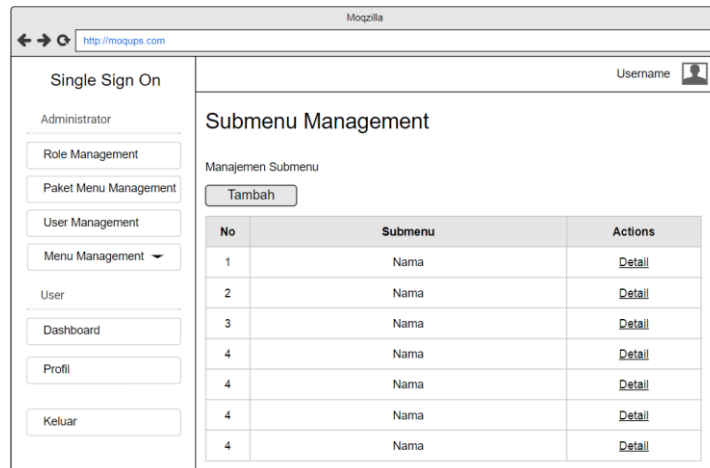 Moqzilla
http://moqups.com
Single Sign On
Username
Administrator
Role Management
Paket Menu Management
User Management
Menu Management
User
Dashboard
Profil
Keluar
Submenu Management
Manajemen Submenu
Tambah
No Submenu Actions
1 Nama Detail
2 Nama Detail
3 Nama Detail
4 Nama Detail
4 Nama Detail
4 Nama Detail
4 Nama Detail